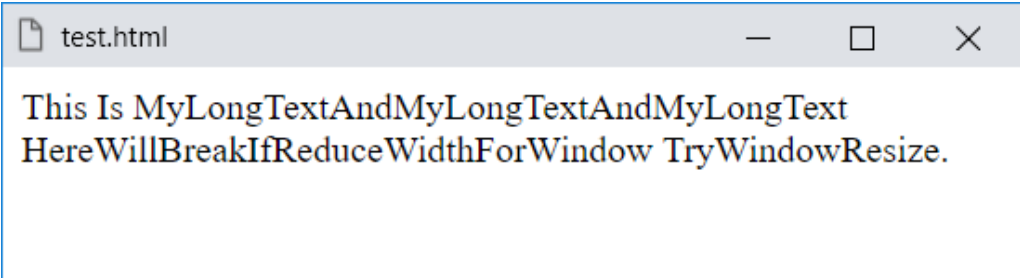 test.html
This Is MyLongTextAndMyLongTextAndMyLongText
HereWillBreakIfReduceWidthForWindow TryWindowResize.